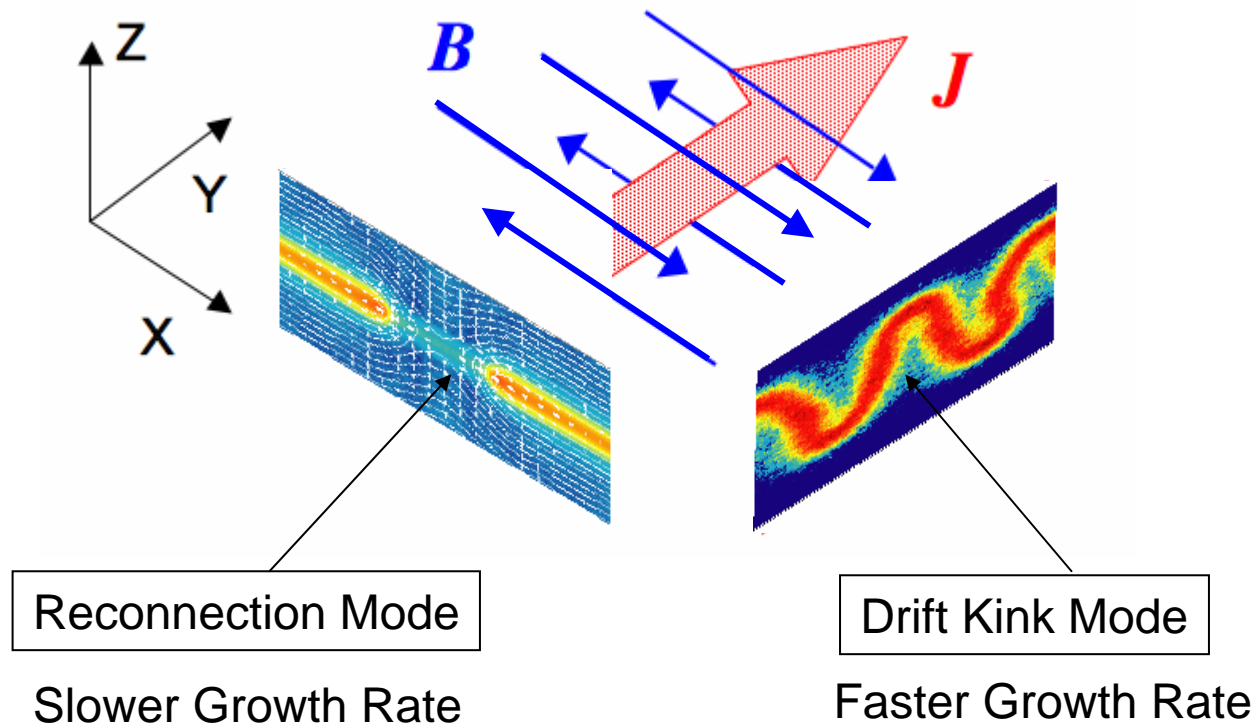 Z
B
J
Y
X
Reconnection Mode
Drift Kink Mode
Slower Growth Rate
Faster Growth Rate